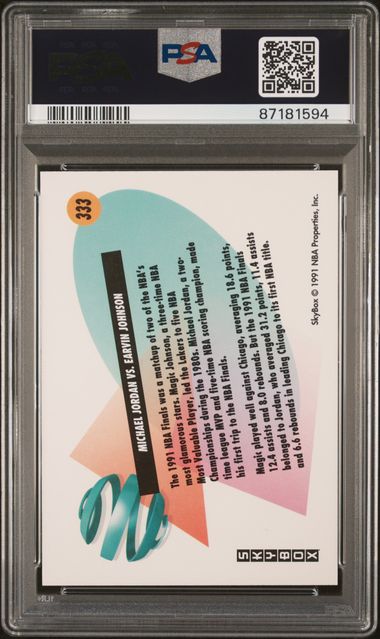 PSA
87181594
333
MICHAEL JORDAN VS. EARVIN JOHNSON
The 1991 NBA Finals was a matchup of two of the NBA's
most glamorous stars. Magic Johnson, a three-time NBA
Most Valuable Player, led the Lakers to five NBA
Championships during the 1980s. Michael Jordan, a two-
time league MVP and five-time NBA scoring champion, made
his first trip to the NBA Finals.
Magic played well against Chicago, averaging 18.6 points,
12.4 assists and 8.0 rebounds. But the 1991 NBA Finals
belonged to Jordan, who averaged 31.2 points, 11.4 assists
and 6.6 rebounds in leading Chicago to its first NBA title.
SKYBOX
SkyBox © 1991 NBA Properties, Inc.